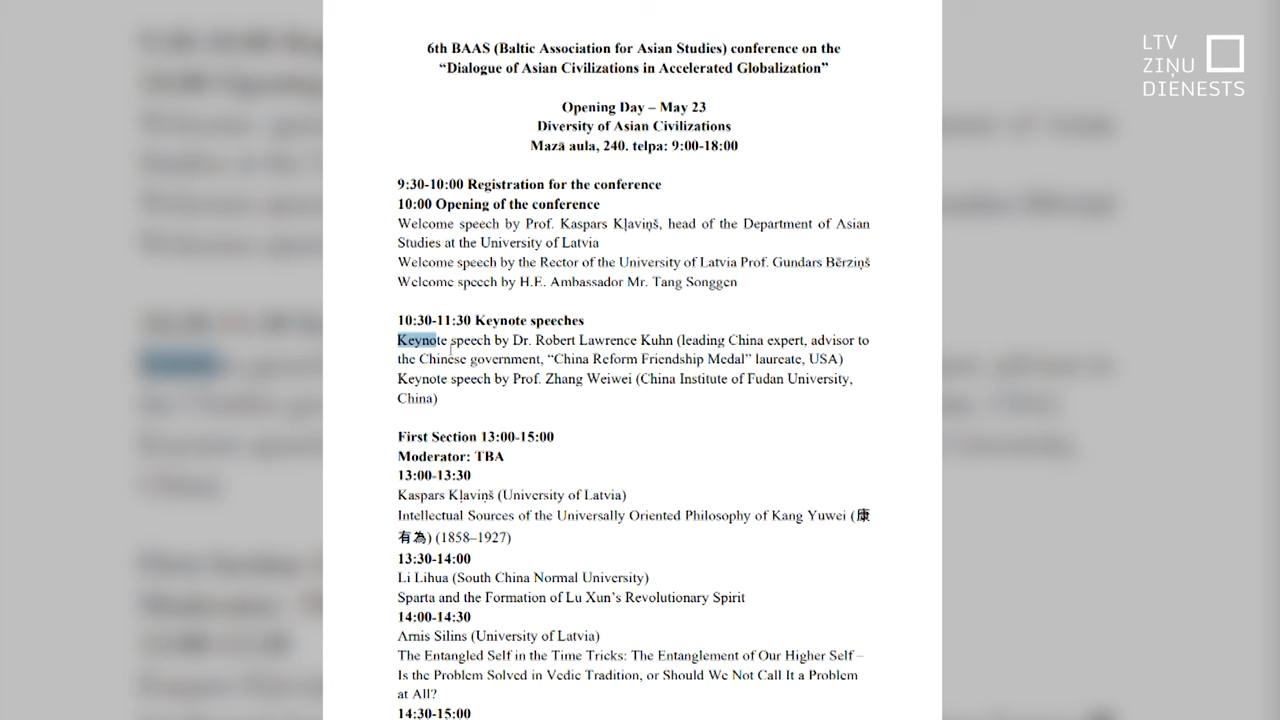 6th BAAS (Baltic Association for Asian Studies) conference on the
“Dialogue of Asian Civilizations in Accelerated Globalization”
Opening Day – May 23
Diversity of Asian Civilizations
Mazā aula, 240. telpa: 9:00-18:00
9:30-10:00 Registration for the conference
10:00 Opening of the conference
Welcome speech by Prof. Kaspars Kļaviņš, head of the Department of Asian
Studies at the University of Latvia
Welcome speech by the Rector of the University of Latvia Prof. Gundars Bērziņš
Welcome speech by H.E. Ambassador Mr. Tang Songgen
10:30-11:30 Keynote speeches
Keynote speech by Dr. Robert Lawrence Kuhn (leading China expert, advisor to
the Chinese government, “China Reform Friendship Medal” laureate, USA)
Keynote speech by Prof. Zhang Weiwei (China Institute of Fudan University,
China)
First Section 13:00-15:00
Moderator: TBA
13:00-13:30
Kaspars Kļaviņš (University of Latvia)
Intellectual Sources of the Universally Oriented Philosophy of Kang Yuwei (康
有為) (1858–1927)
13:30-14:00
Li Lihua (South China Normal University)
Sparta and the Formation of Lu Xun’s Revolutionary Spirit
14:00-14:30
Arnis Silins (University of Latvia)
The Entangled Self in the Time Tricks: The Entanglement of Our Higher Self –
Is the Problem Solved in Vedic Tradition, or Should We Not Call It a Problem
at All?
14:30-15:00
LTV
ZIŅU
DIENESTS